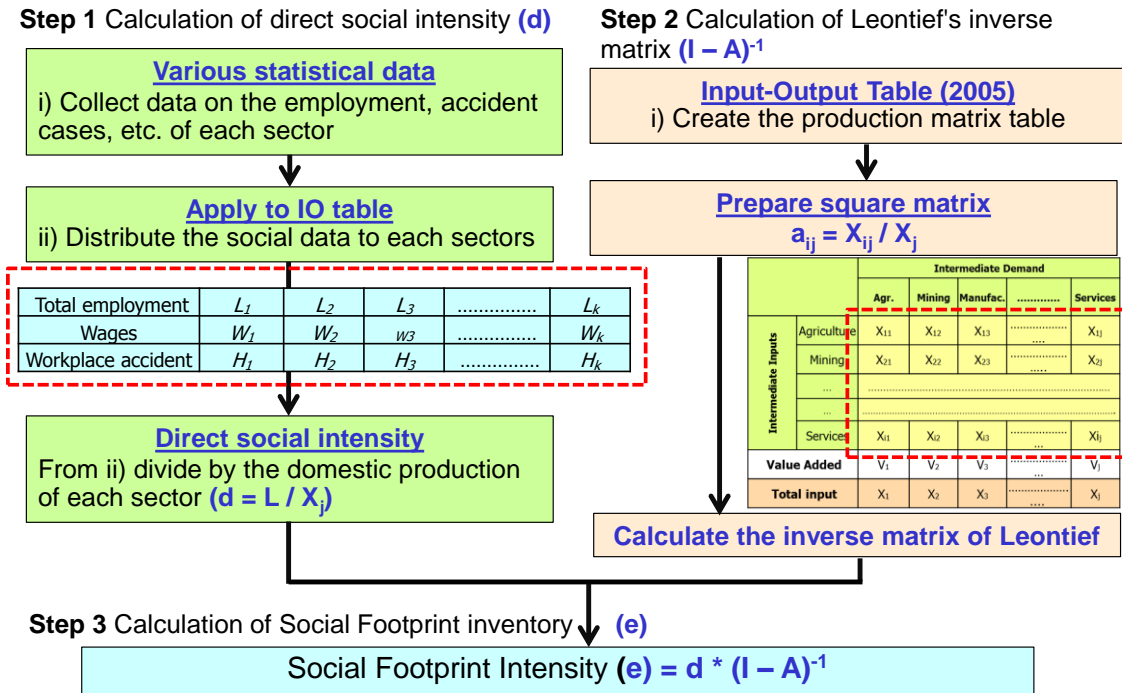 Step 1 Calculation of direct social intensity (d)
Various statistical data
i) Collect data on the employment, accident
cases, etc. of each sector
Apply to IO table
ii) Distribute the social data to each sectors
Total employment L₁ L₂ L₃ ............... Lₖ
Wages W₁ W₂ W3 ............... Wₖ
Workplace accident H₁ H₂ H₃ ............... Hₖ
Direct social intensity
From ii) divide by the domestic production
of each sector (d = L / Xⱼ)
Step 2 Calculation of Leontief's inverse
matrix (I – A)⁻¹
Input-Output Table (2005)
i) Create the production matrix table
Prepare square matrix
aᵢⱼ = Xᵢⱼ / Xⱼ
Intermediate Demand
Agr. Mining Manufac. ............. Services
Intermediate Inputs
Agriculture X₁₁ X₁₂ X₁₃ ..................... X₁ⱼ
Mining X₂₁ X₂₂ X₂₃ ...................... X₂ⱼ
... ........................................................
... ........................................................
Services Xᵢ₁ Xᵢ₂ Xᵢ₃ .................... Xᵢⱼ
Value Added V₁ V₂ V₃ .................... Vⱼ
Total input X₁ X₂ X₃ ..................... Xⱼ
Calculate the inverse matrix of Leontief
Step 3 Calculation of Social Footprint inventory (e)
Social Footprint Intensity (e) = d * (I – A)⁻¹